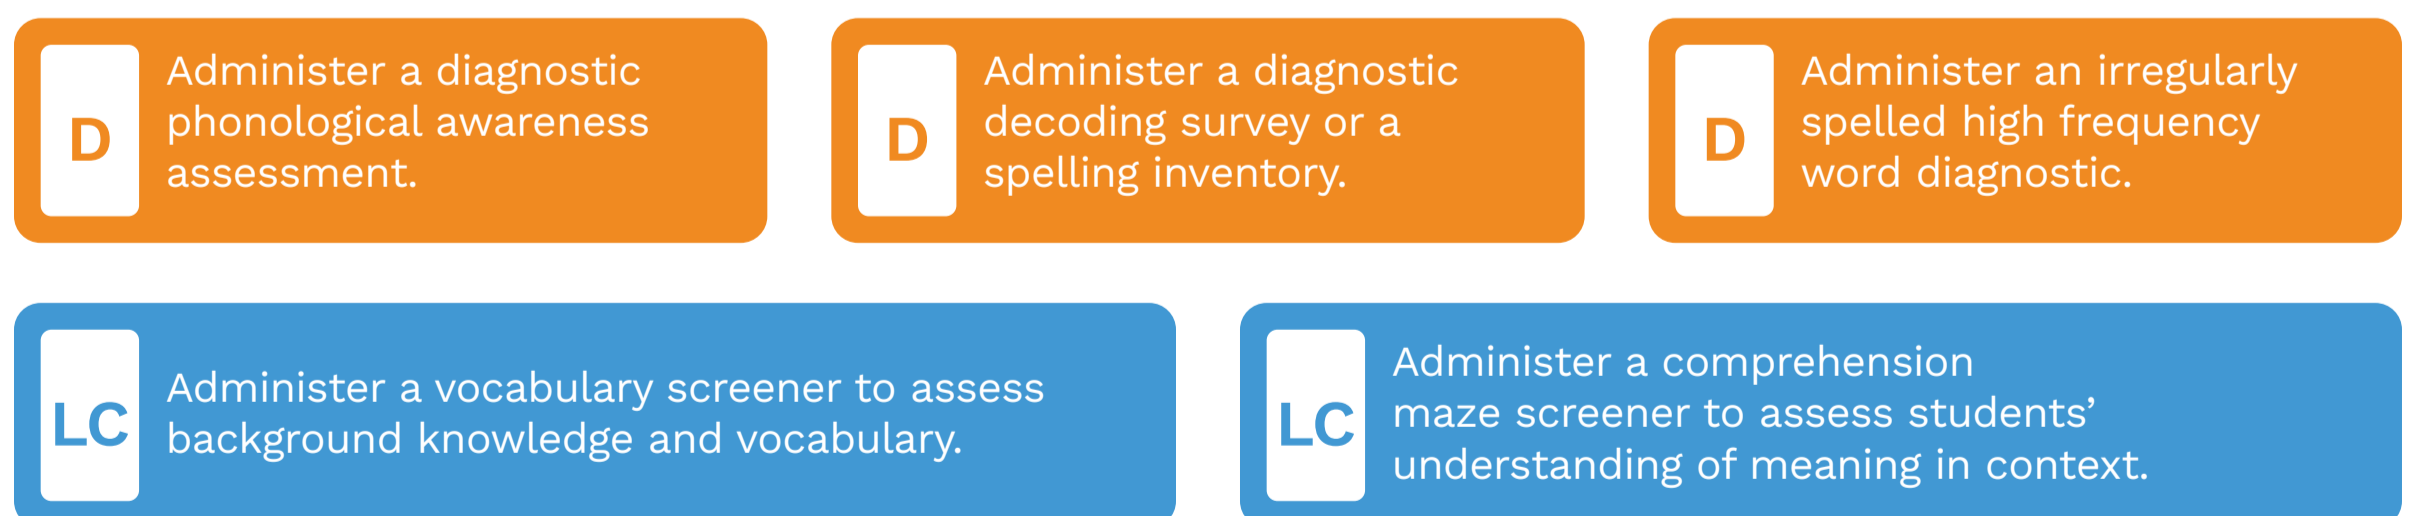 D
Administer a diagnostic
phonological awareness
assessment.
D
Administer a diagnostic
decoding survey or a
spelling inventory.
D
Administer an irregularly
spelled high frequency
word diagnostic.
LC
Administer a vocabulary screener to assess
background knowledge and vocabulary.
LC
Administer a comprehension
maze screener to assess students’
understanding of meaning in context.